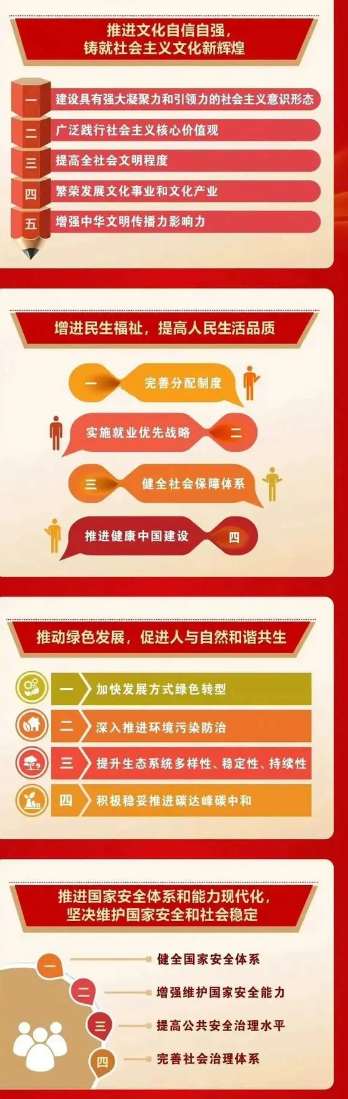 推进文化自信自强，
铸就社会主义文化新辉煌
一 建设具有强大凝聚力和引领力的社会主义意识形态
二 广泛践行社会主义核心价值观
三 提高全社会文明程度
四 繁荣发展文化事业和文化产业
五 增强中华文明传播力影响力
增进民生福祉，提高人民生活品质
一 完善分配制度
实施就业优先战略 二
三 健全社会保障体系
推进健康中国建设 四
推动绿色发展，促进人与自然和谐共生
一 加快发展方式绿色转型
二 深入推进环境污染防治
三 提升生态系统多样性、稳定性、持续性
四 积极稳妥推进碳达峰碳中和
推进国家安全体系和能力现代化，
坚决维护国家安全和社会稳定
一 健全国家安全体系
二 增强维护国家安全能力
三 提高公共安全治理水平
四 完善社会治理体系